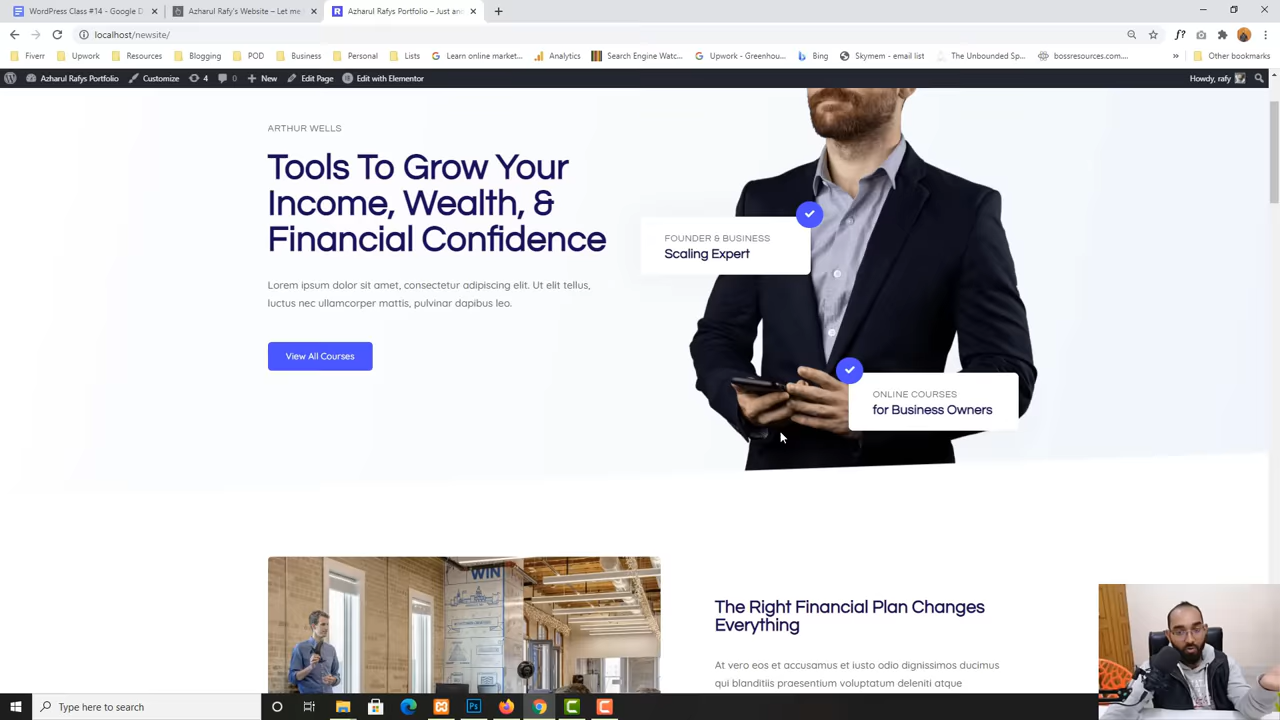 WordPress Class #14 - Google D
Azharul Rafy's Website – Let me
Azharul Rafys Portfolio – Just an
localhost/newsite/
f?
Fiverr
Upwork
Resources
Blogging
POD
Business
Personal
Lists
Learn online market...
Analytics
Search Engine Watc...
Upwork - Greenhou...
Bing
Skymem - email list
The Unbounded Sp...
bossresources.com...
Other bookmarks
Azharul Rafys Portfolio
Customize
4
0
New
Edit Page
Edit with Elementor
Howdy, rafy
ARTHUR WELLS
Tools To Grow Your
Income, Wealth, &
Financial Confidence
Lorem ipsum dolor sit amet, consectetur adipiscing elit. Ut elit tellus,
luctus nec ullamcorper mattis, pulvinar dapibus leo.
View All Courses
FOUNDER & BUSINESS
Scaling Expert
ONLINE COURSES
for Business Owners
WIN
The Right Financial Plan Changes
Everything
At vero eos et accusamus et iusto odio dignissimos ducimus
qui blanditiis praesentium voluptatum deleniti atque
Type here to search